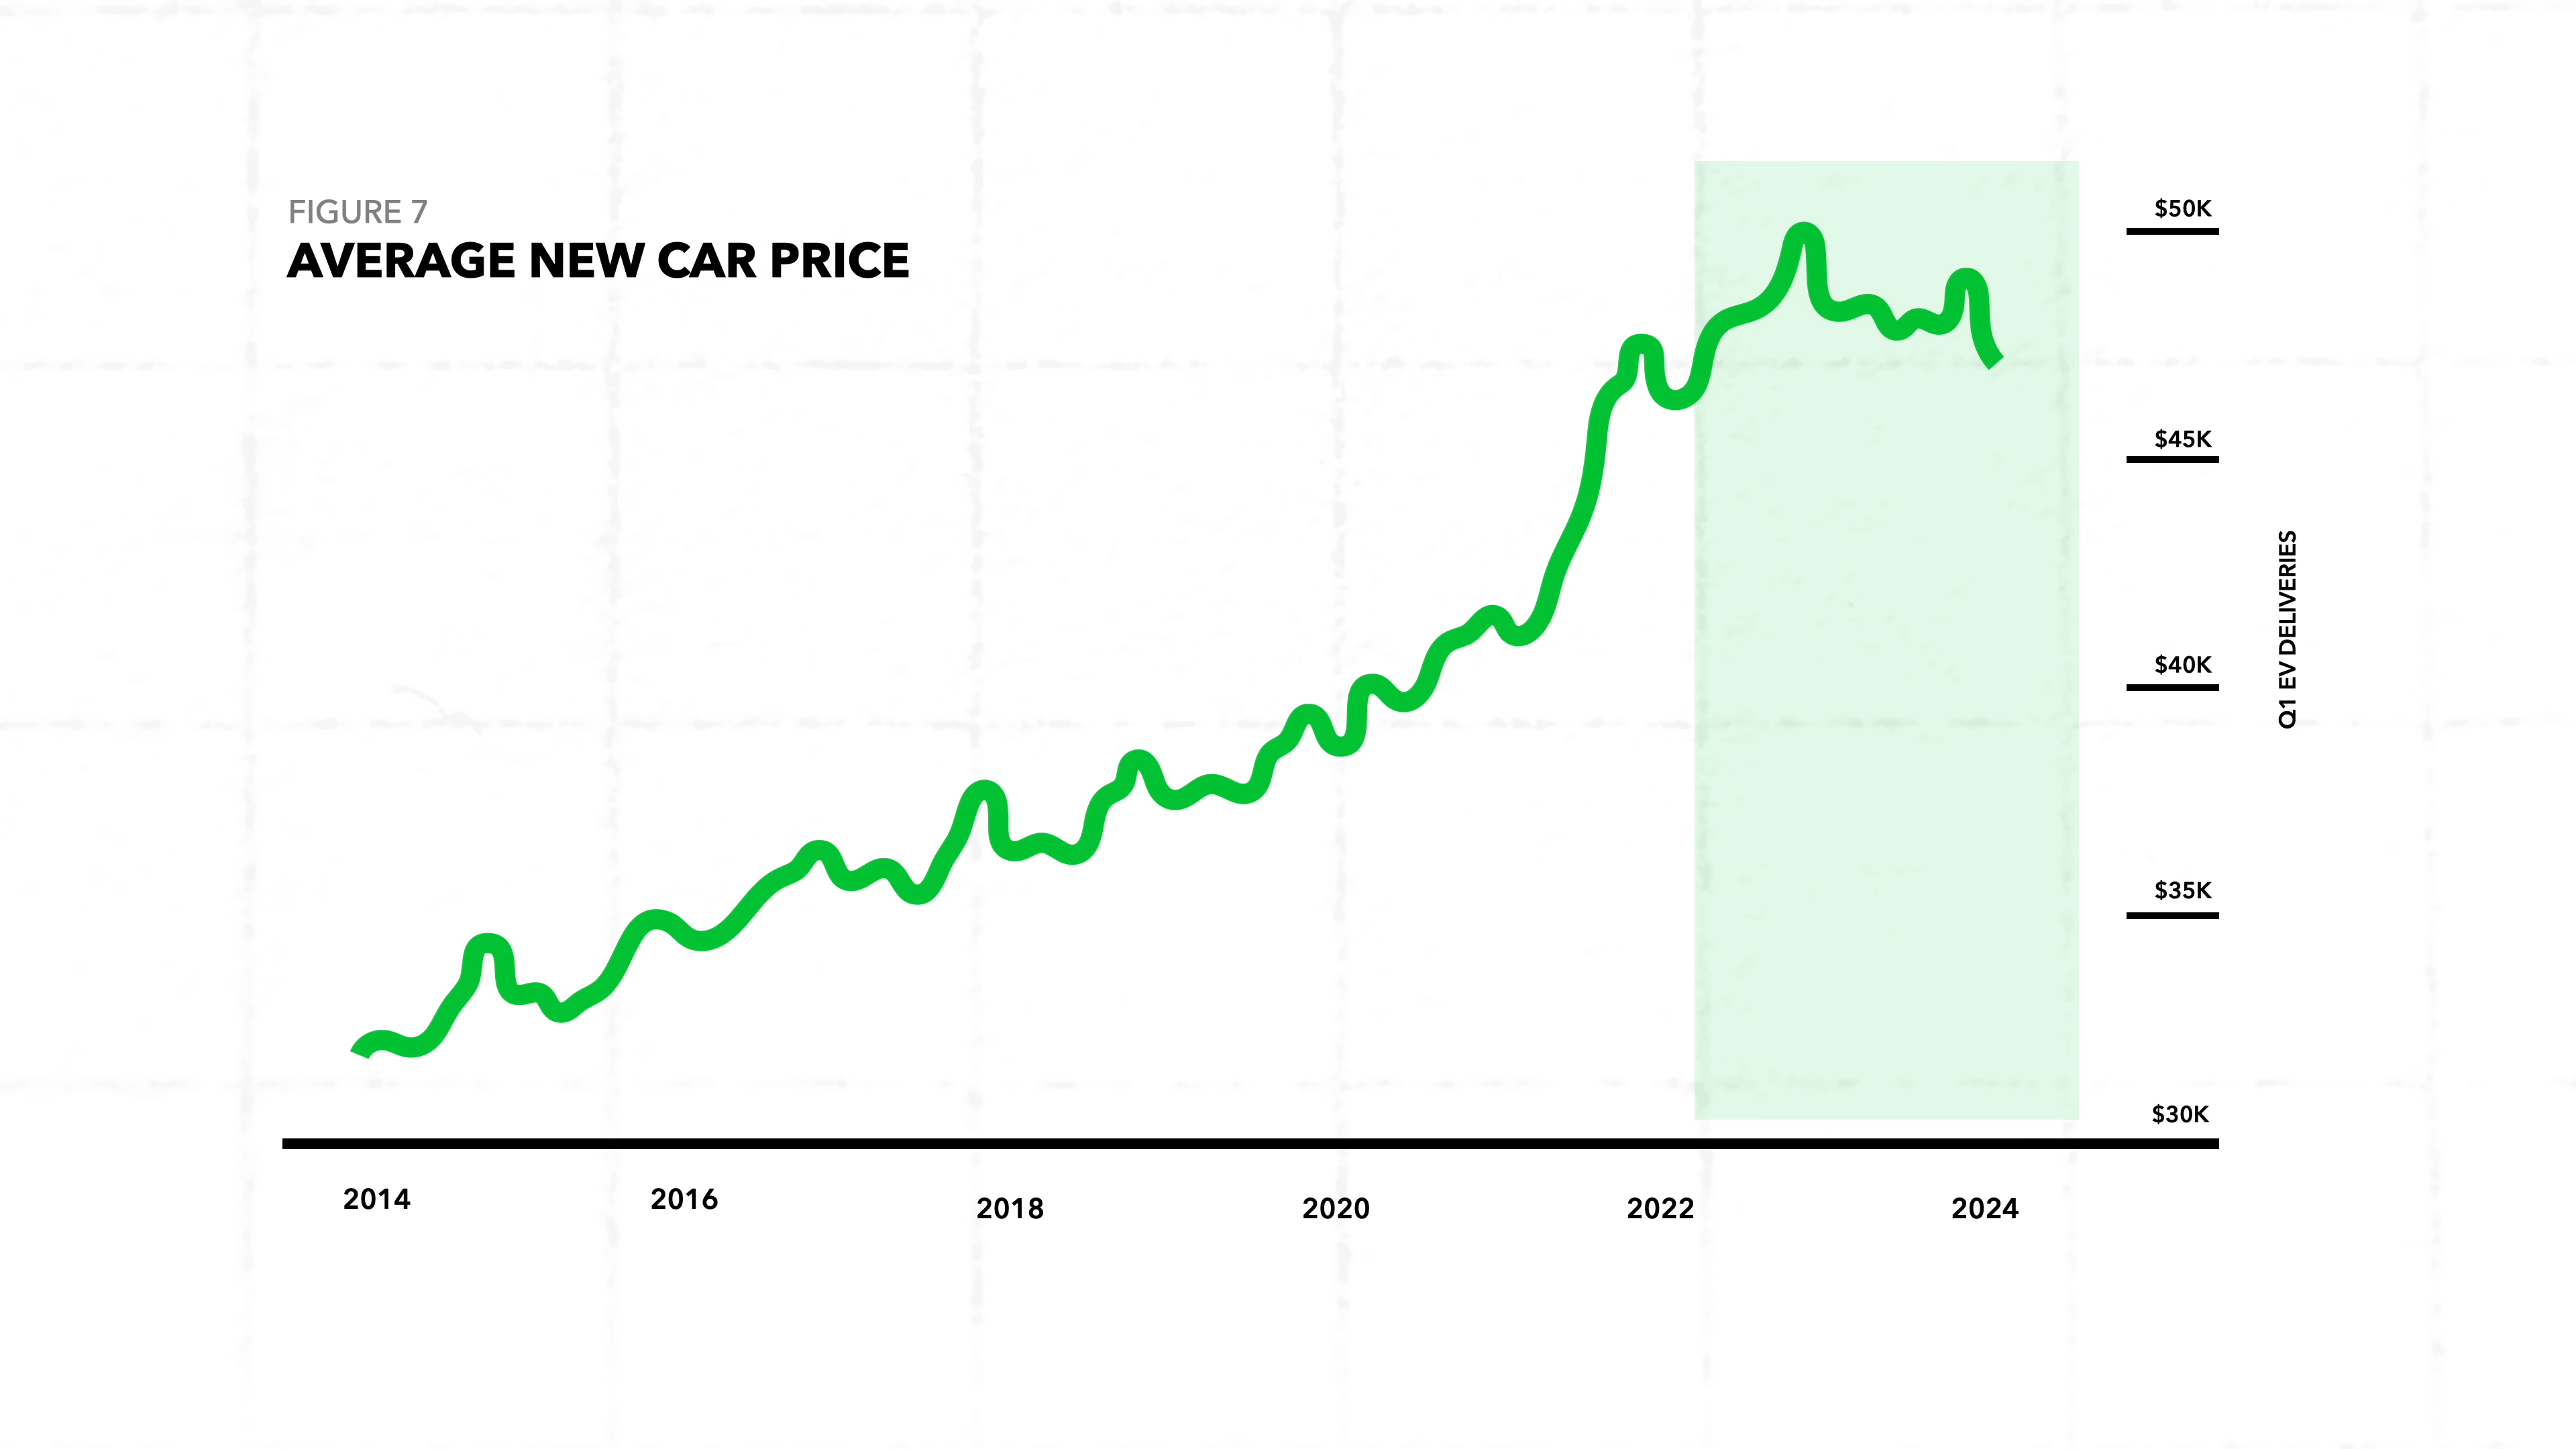 FIGURE 7
AVERAGE NEW CAR PRICE
$50K
$45K
$40K
$35K
$30K
Q1 EV DELIVERIES
2014
2016
2018
2020
2022
2024